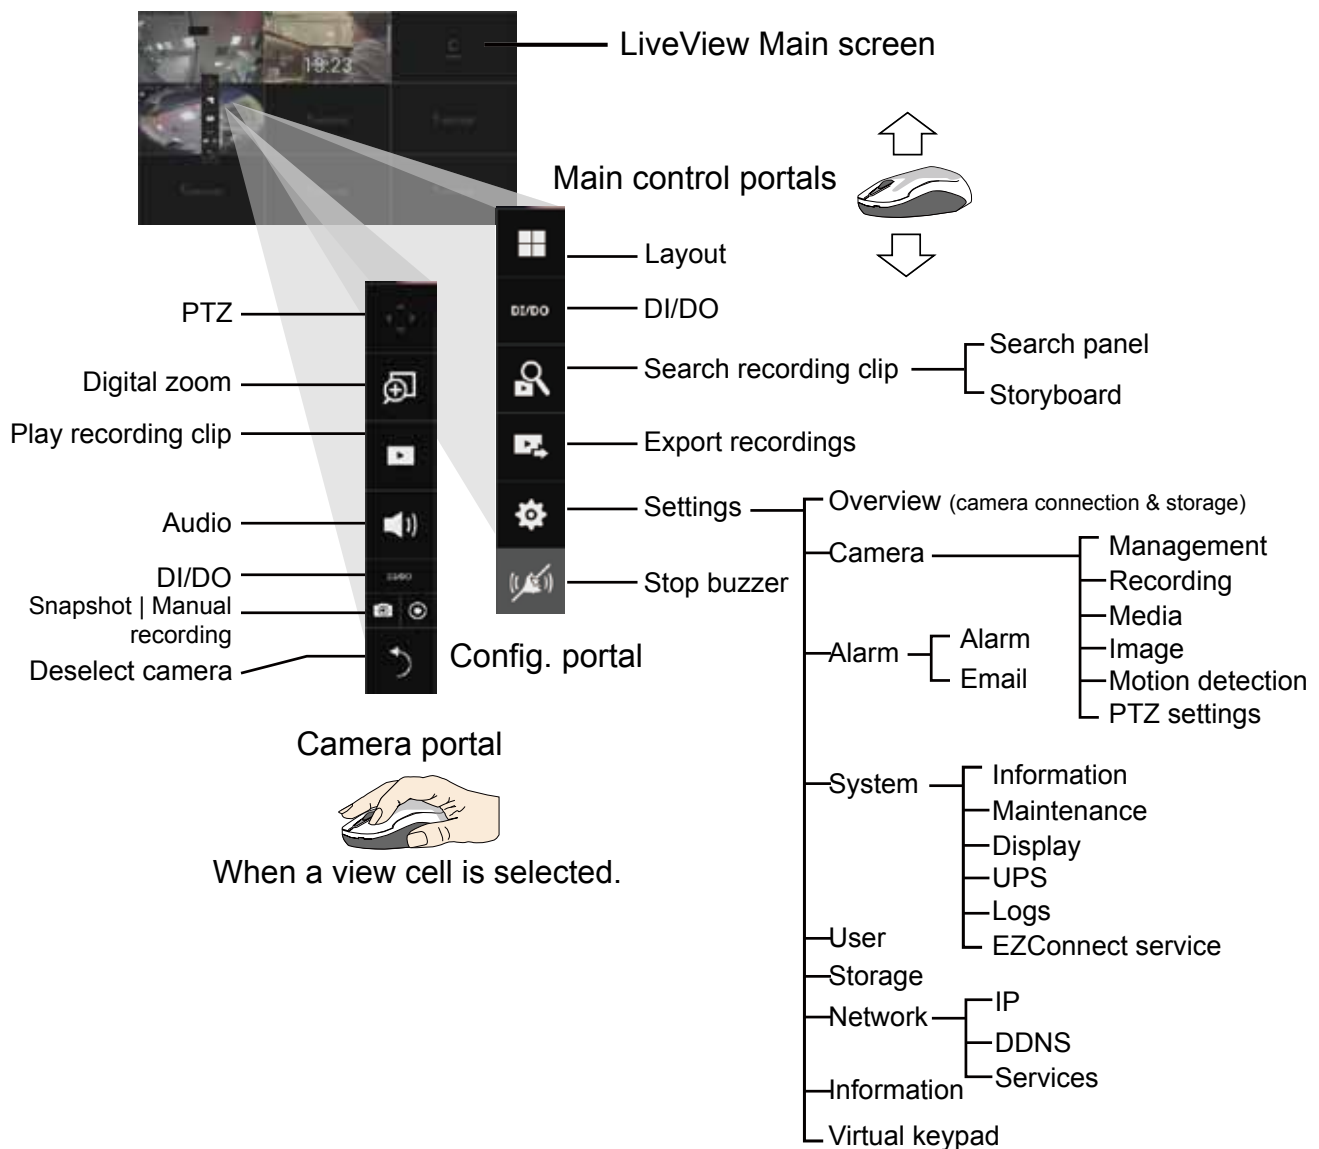 LiveView Main screen
19:23
Main control portals
Layout
DI/DO
DI/DO
Search recording clip
Search panel
Storyboard
Export recordings
Settings
Stop buzzer
Config. portal
PTZ
Digital zoom
Play recording clip
Audio
DI/DO
Snapshot | Manual
recording
Deselect camera
Camera portal
When a view cell is selected.
Overview (camera connection & storage)
Camera
Management
Recording
Media
Image
Motion detection
PTZ settings
Alarm
Alarm
Email
System
Information
Maintenance
Display
UPS
Logs
EZConnect service
User
Storage
Network
IP
DDNS
Services
Information
Virtual keypad